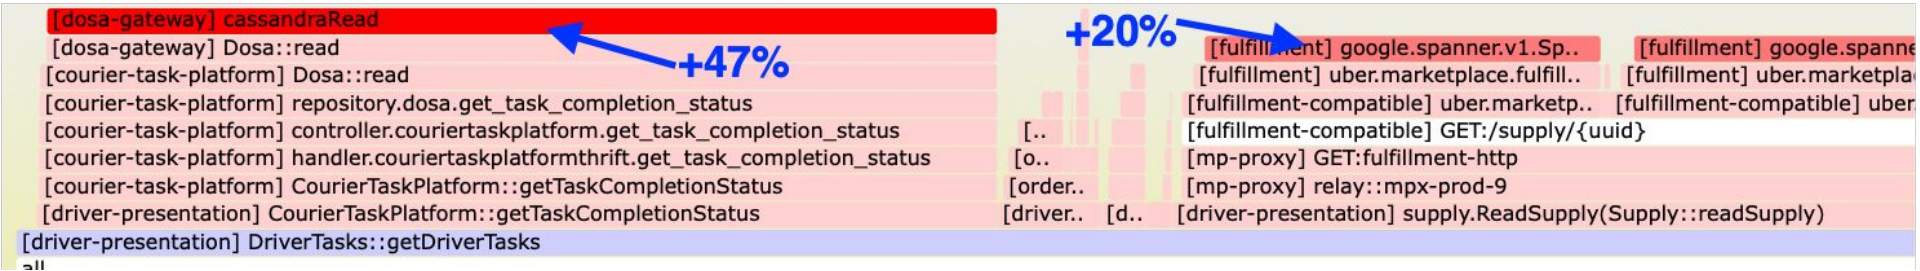 [dosa-gateway] cassandraRead
+47%
+20%
[dosa-gateway] Dosa::read
[fulfillment] google.spanner.v1.Sp..
[fulfillment] google.spanne
[courier-task-platform] Dosa::read
[fulfillment] uber.marketplace.fulfill..
[fulfillment] uber.marketpla
[courier-task-platform] repository.dosa.get_task_completion_status
[fulfillment-compatible] uber.marketp..
[fulfillment-compatible] uber.
[courier-task-platform] controller.couriertaskplatform.get_task_completion_status
[..
[fulfillment-compatible] GET:/supply/{uuid}
[courier-task-platform] handler.couriertaskplatformthrift.get_task_completion_status
[o..
[mp-proxy] GET:fulfillment-http
[courier-task-platform] CourierTaskPlatform::getTaskCompletionStatus
[order..
[mp-proxy] relay::mpx-prod-9
[driver-presentation] CourierTaskPlatform::getTaskCompletionStatus
[driver..
[d..
[driver-presentation] supply.ReadSupply(Supply::readSupply)
[driver-presentation] DriverTasks::getDriverTasks
all